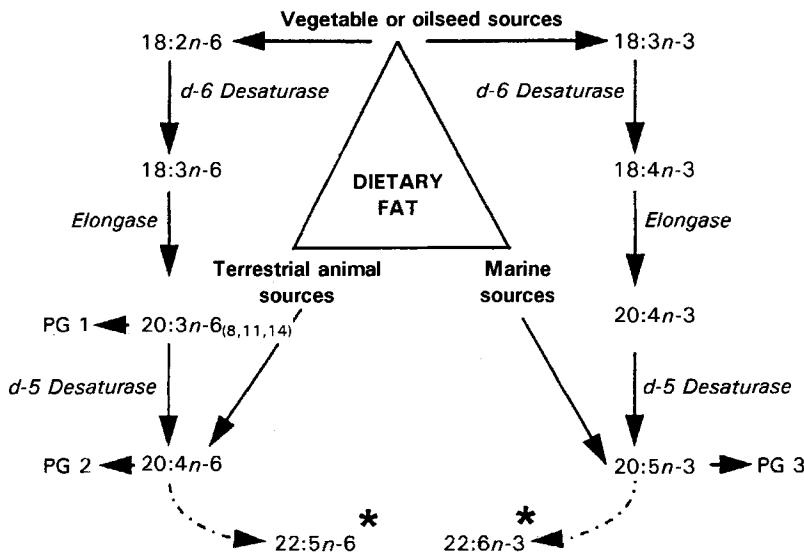 Vegetable or oilseed sources
18:2n-6
18:3n-3
d-6 Desaturase
d-6 Desaturase
18:3n-6
18:4n-3
DIETARY
FAT
Elongase
Elongase
Terrestrial animal
sources
Marine
sources
PG 1
20:3n-6(8,11,14)
20:4n-3
d-5 Desaturase
d-5 Desaturase
PG 2
20:4n-6
20:5n-3
PG 3
22:5n-6*
22:6n-3*